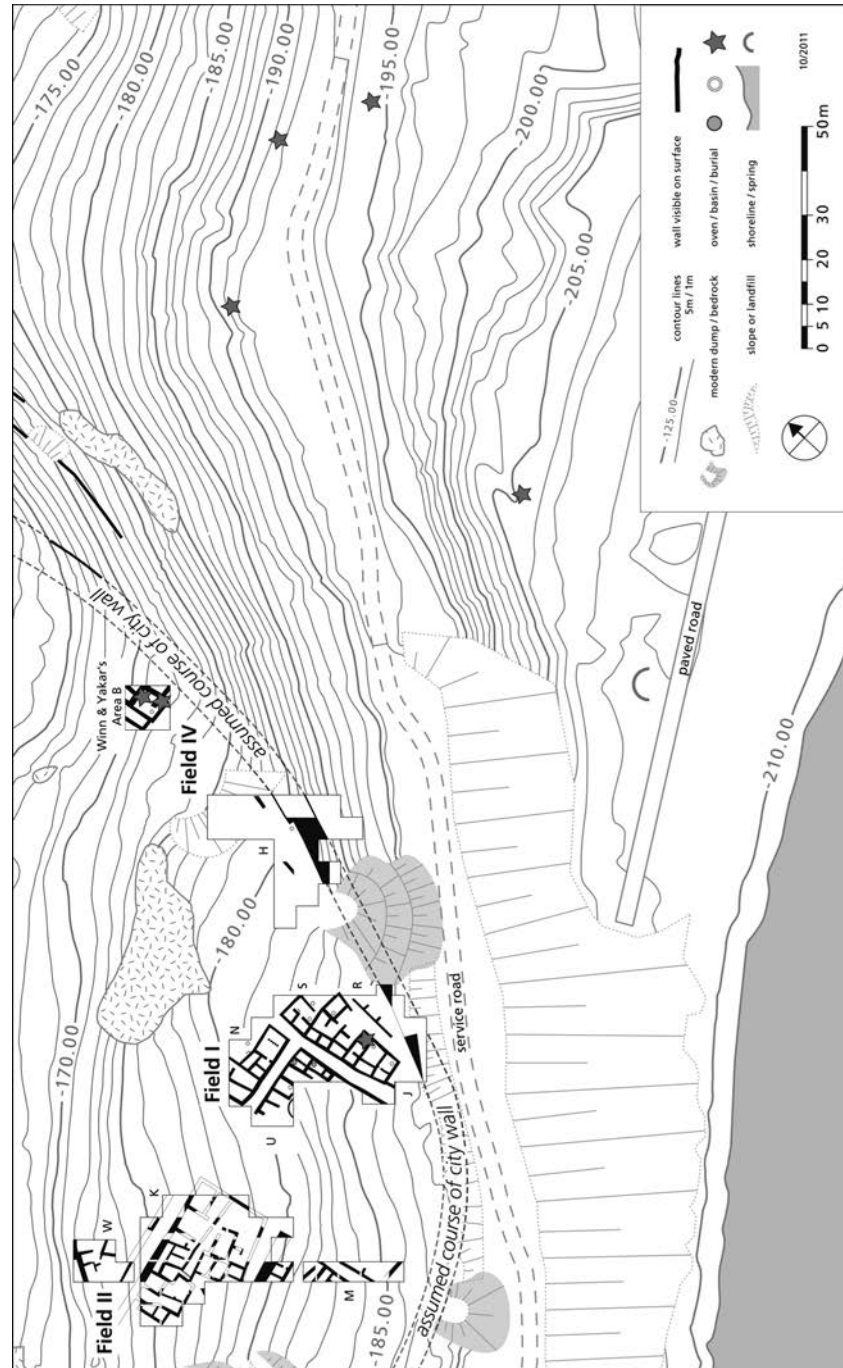 -175.00
-180.00
-185.00
-190.00
-195.00
-200.00
-205.00
-210.00
-170.00
-180.00
-185.00
Winn & Yakar's
Area B
Field IV
assumed course of city wall
H
Field I
N
S
R
U
J
service road
paved road
assumed course of city wall
Field II
W
K
M
-125.00
contour lines
5m / 1m
wall visible on surface
modern dump / bedrock
oven / basin / burial
slope or landfill
shoreline / spring
0 5 10 20 30 50m
10/2011